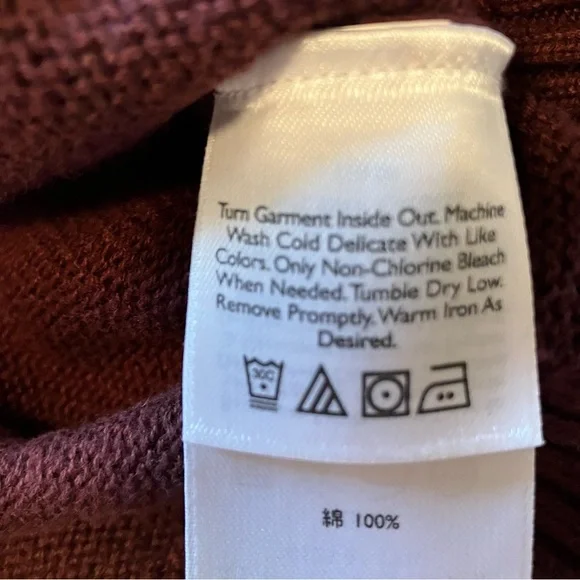 Turn Garment Inside Out. Machine
Wash Cold Delicate With Like
Colors. Only Non-Chlorine Bleach
When Needed. Tumble Dry Low.
Remove Promptly. Warm Iron As
Desired.
30C
綿 100%